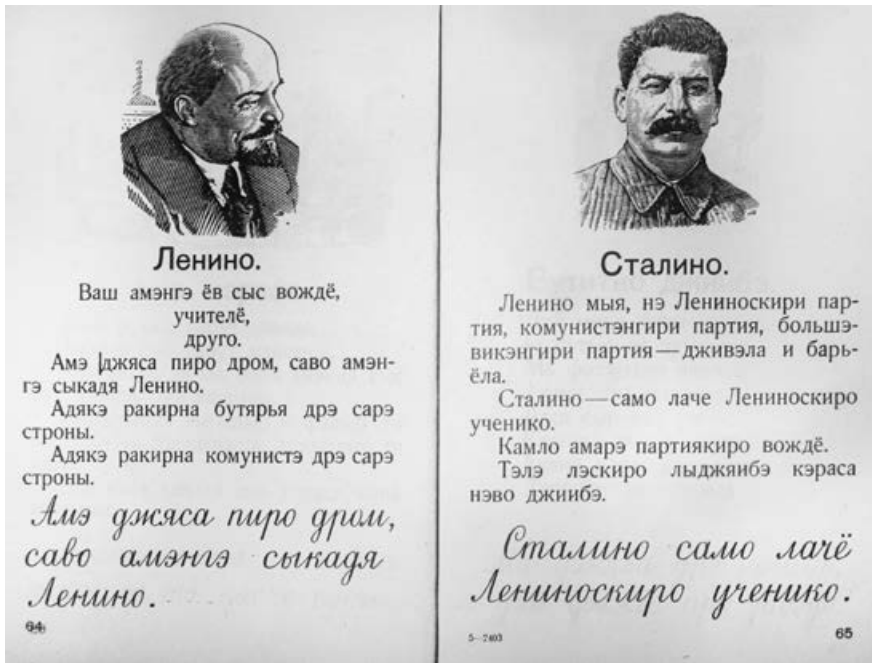 Ленино.
Ваш амэнгэ ёв сыс вождё,
учителё,
друго.
Амэ джяса пиро дром, саво амэн-
гэ сыкадя Ленино.
Адякэ ракирна бутярья дрэ сарэ
строны.
Адякэ ракирна комунистэ дрэ сарэ
строны.
Амэ джяса пиро дром,
саво амэнгэ сыкадя
Ленино.
64
Сталино.
Ленино мыя, нэ Лениноскири пар-
тия, комунистэнгири партия, большэ-
викэнгири партия — дживэла и барь-
ёла.
Сталино — само лаче Лениноскиро
ученико.
Камло амарэ партиякиро вождё.
Тэлэ лэскиро лыджяибэ кэраса
нэво джиибэ.
Сталино само лачё
Лениноскиро ученико.
5—2403
65